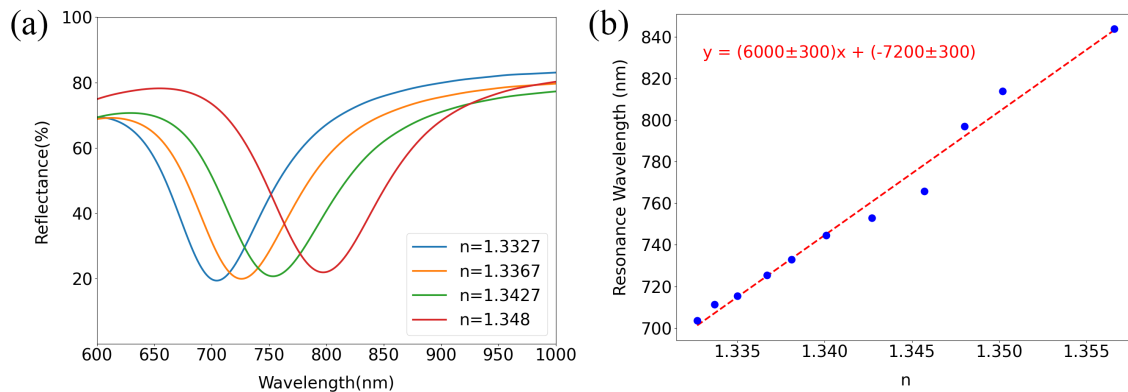 (a)
100
80
60
40
20
Reflectance(%)
n=1.3327
n=1.3367
n=1.3427
n=1.348
600 650 700 750 800 850 900 950 1000
Wavelength(nm)
(b)
y = (6000±300)x + (-7200±300)
840
820
800
780
760
740
720
700
Resonance Wavelength (nm)
1.335 1.340 1.345 1.350 1.355
n